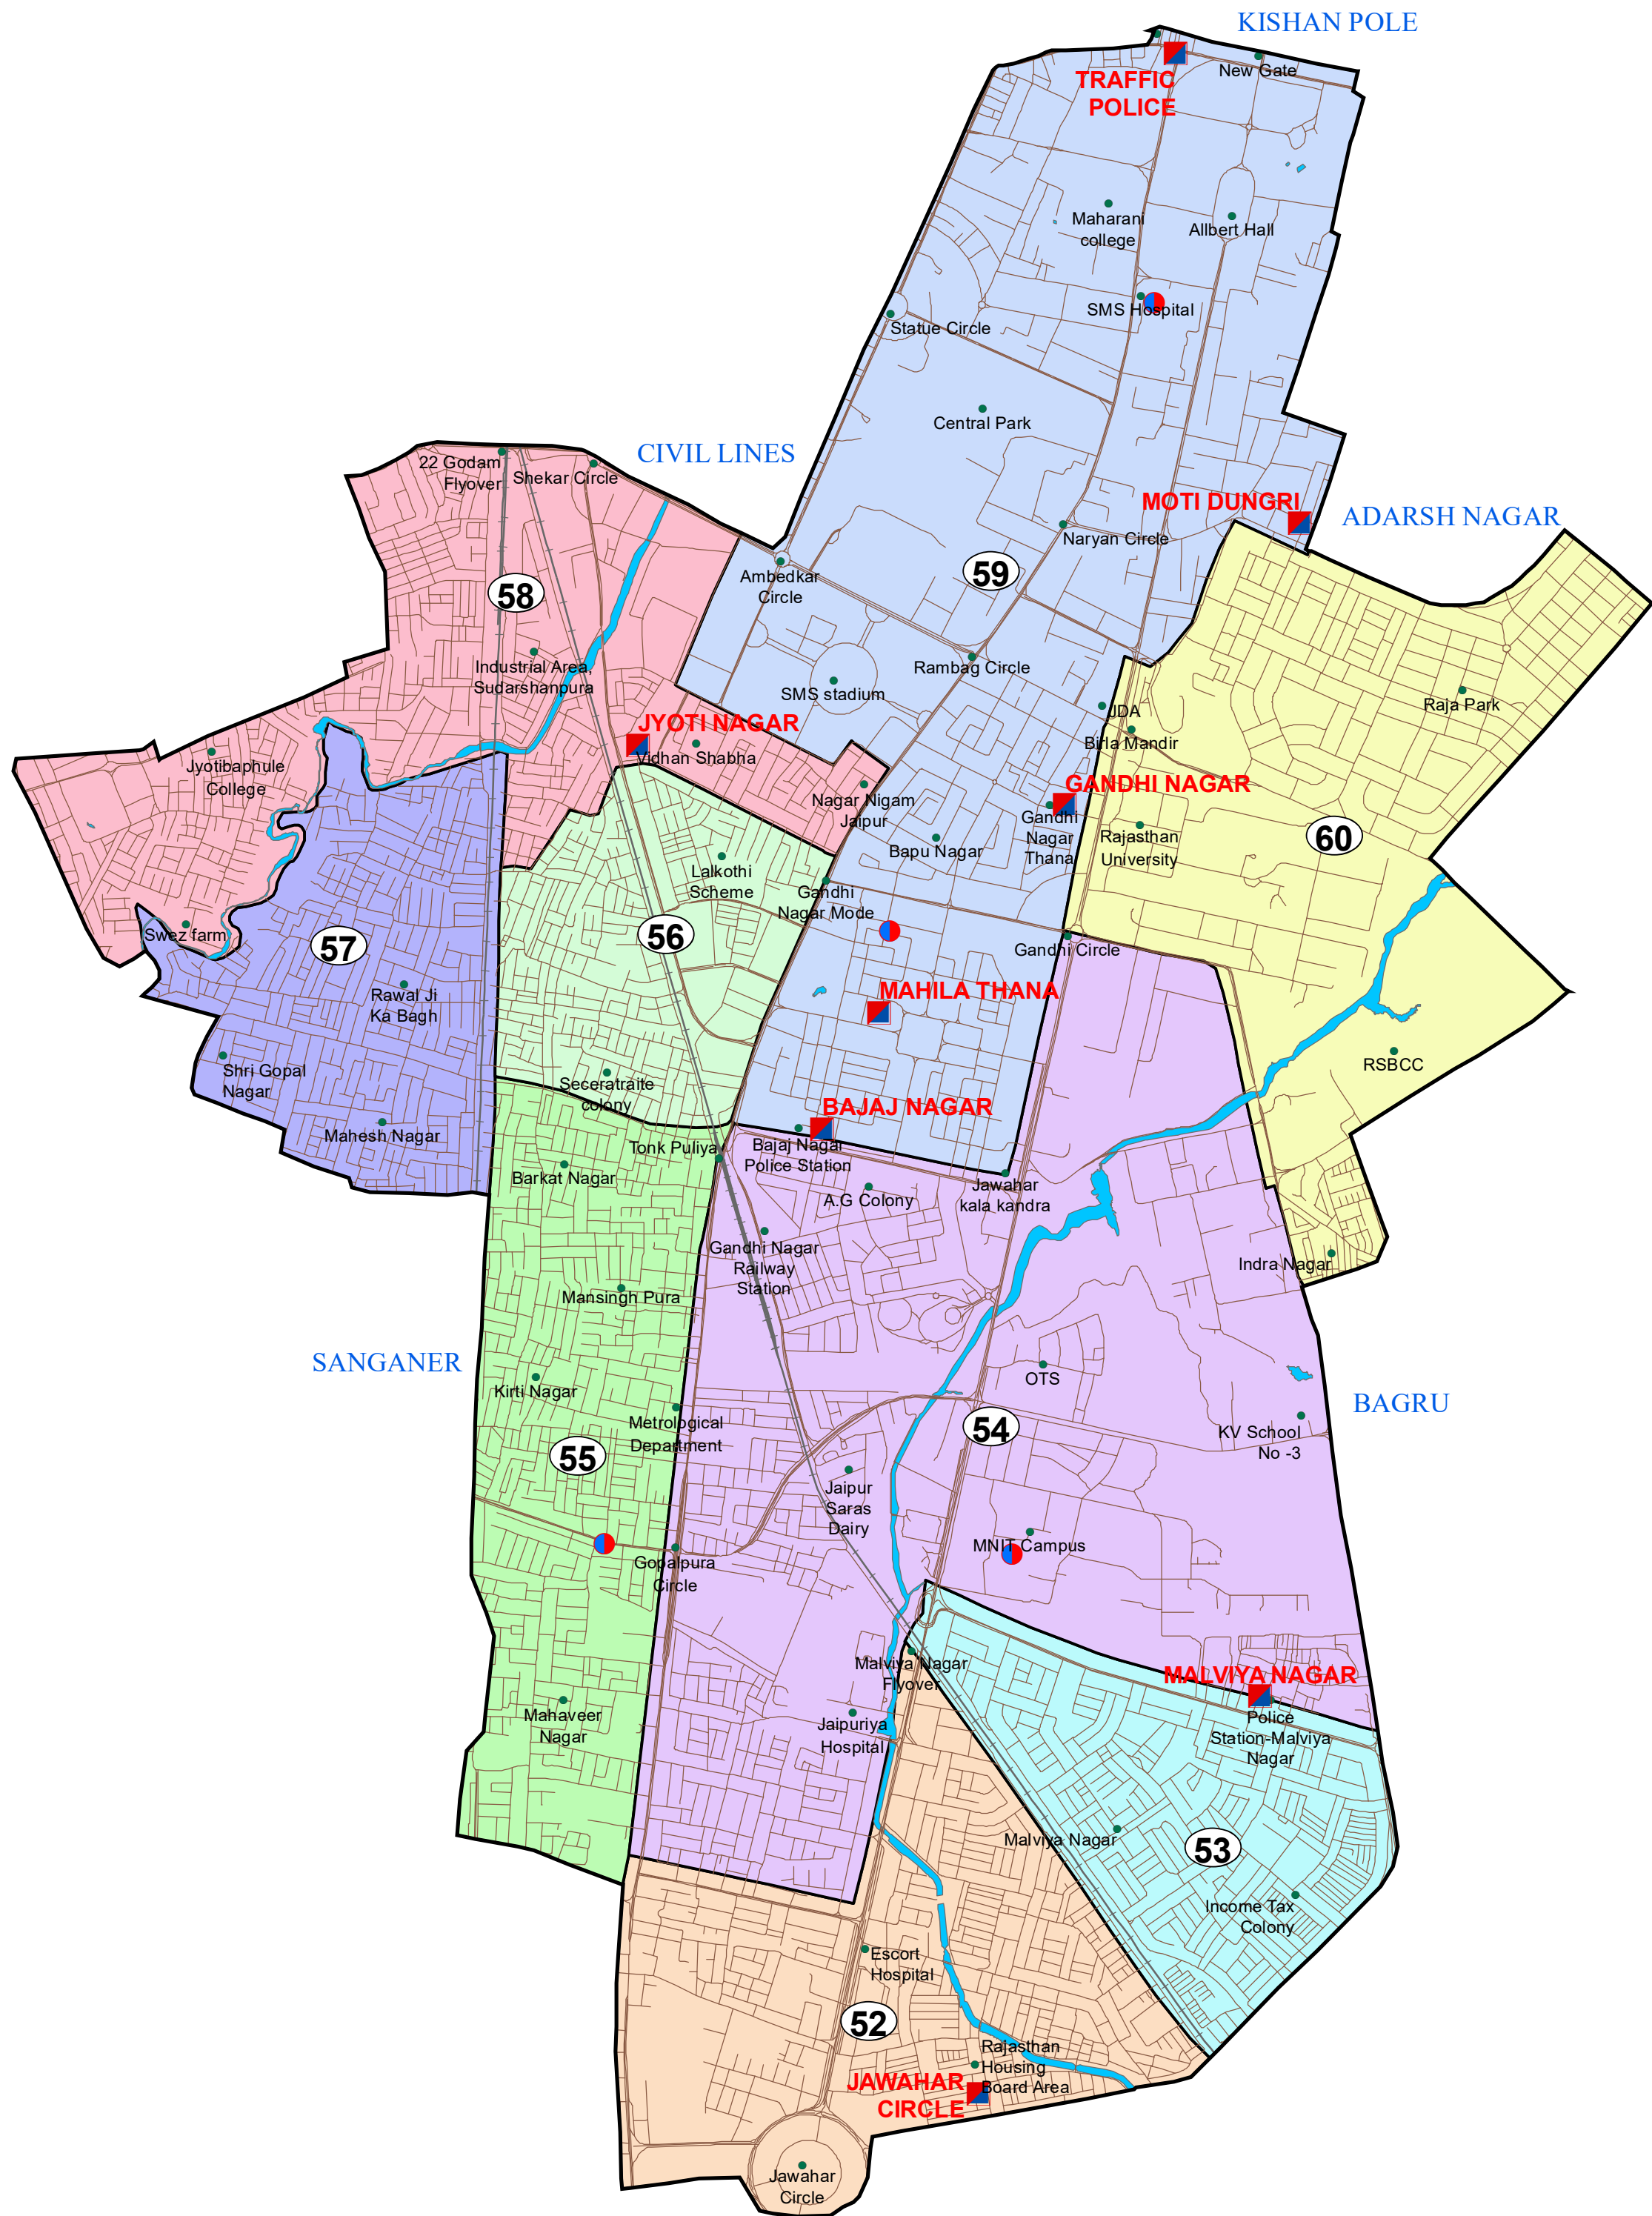 KISHAN POLE
New Gate
TRAFFIC
POLICE
Maharani
college
Allbert Hall
SMS Hospital
Statue Circle
Central Park
CIVIL LINES
22 Godam
Flyover
Shekar Circle
MOTI DUNGRI
ADARSH NAGAR
Naryan Circle
59
Ambedkar
Circle
58
Industrial Area,
Sudarshanpura
Rambag Circle
SMS stadium
Raja Park
JDA
Birla Mandir
JYOTI NAGAR
Vidhan Shabha
Jyotibaphule
College
GANDHI NAGAR
Nagar Nigam
Jaipur
Gandhi
Nagar
Thana
Rajasthan
University
60
Bapu Nagar
Lalkothi
Scheme
Gandhi
Nagar Mode
Swez farm
57
56
Gandhi Circle
MAHILA THANA
Rawal Ji
Ka Bagh
Shri Gopal
Nagar
RSBCC
Seceratraite
colony
BAJAJ NAGAR
Mahesh Nagar
Tonk Puliya
Bajaj Nagar
Police Station
Barkat Nagar
A.G Colony
Jawahar
kala kandra
Gandhi Nagar
Railway
Station
Indra Nagar
Mansingh Pura
SANGANER
Kirti Nagar
OTS
BAGRU
Metrological
Department
54
KV School
No -3
55
Jaipur
Saras
Dairy
MNIT Campus
Gopalpura
Circle
Malviya Nagar
Flyover
MALVIYA NAGAR
Police
Station-Malviya
Nagar
Mahaveer
Nagar
Jaipuriya
Hospital
Malviya Nagar
53
Income Tax
Colony
Escort
Hospital
52
Rajasthan
Housing
Board Area
JAWAHAR
CIRCLE
Jawahar
Circle